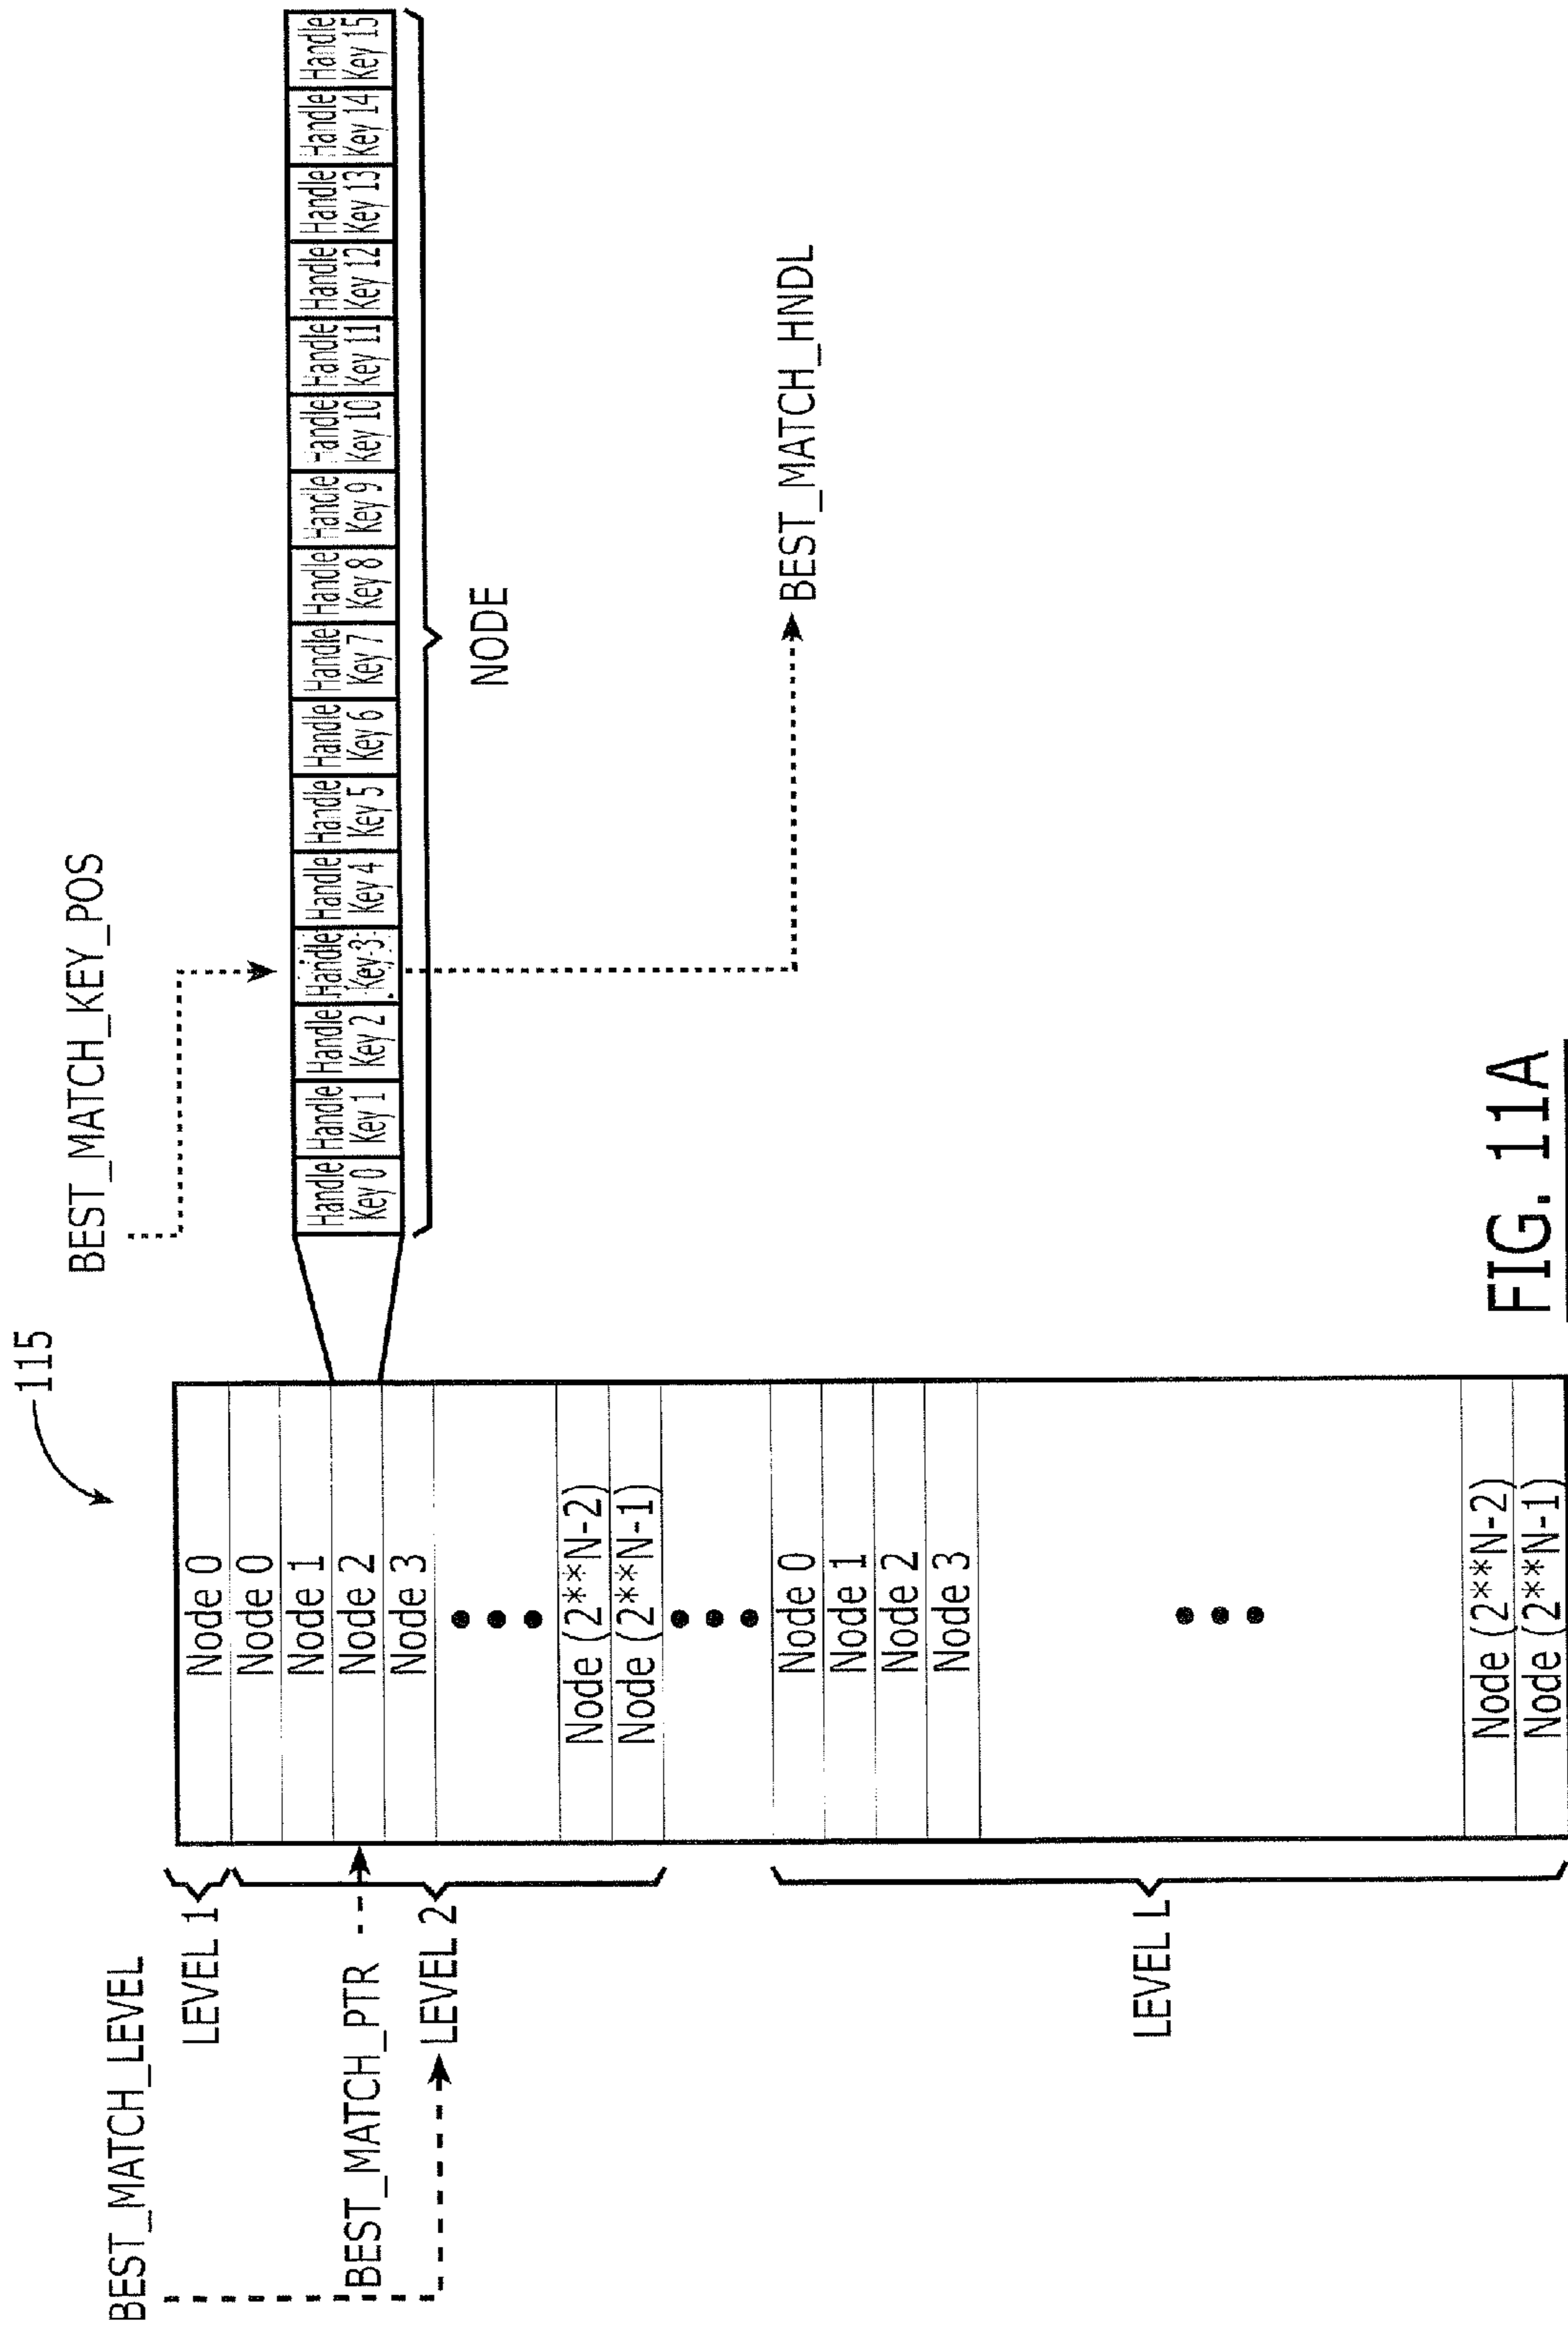 115
BEST_MATCH_LEVEL
LEVEL 1
BEST_MATCH_PTR
LEVEL 2
LEVEL L
Node 0
Node 0
Node 1
Node 2
Node 3
Node (2**N-2)
Node (2**N-1)
Node 0
Node 1
Node 2
Node 3
Node (2**N-2)
Node (2**N-1)
BEST_MATCH_KEY_POS
Handle Handle Handle Handle Handle Handle Handle Handle Handle Handle Handle Handle Handle Handle Handle Handle
Key 0 Key 1 Key 2 Key 3 Key 4 Key 5 Key 6 Key 7 Key 8 Key 9 Key 10 Key 11 Key 12 Key 13 Key 14 Key 15
NODE
BEST_MATCH_HNDL
FIG. 11A